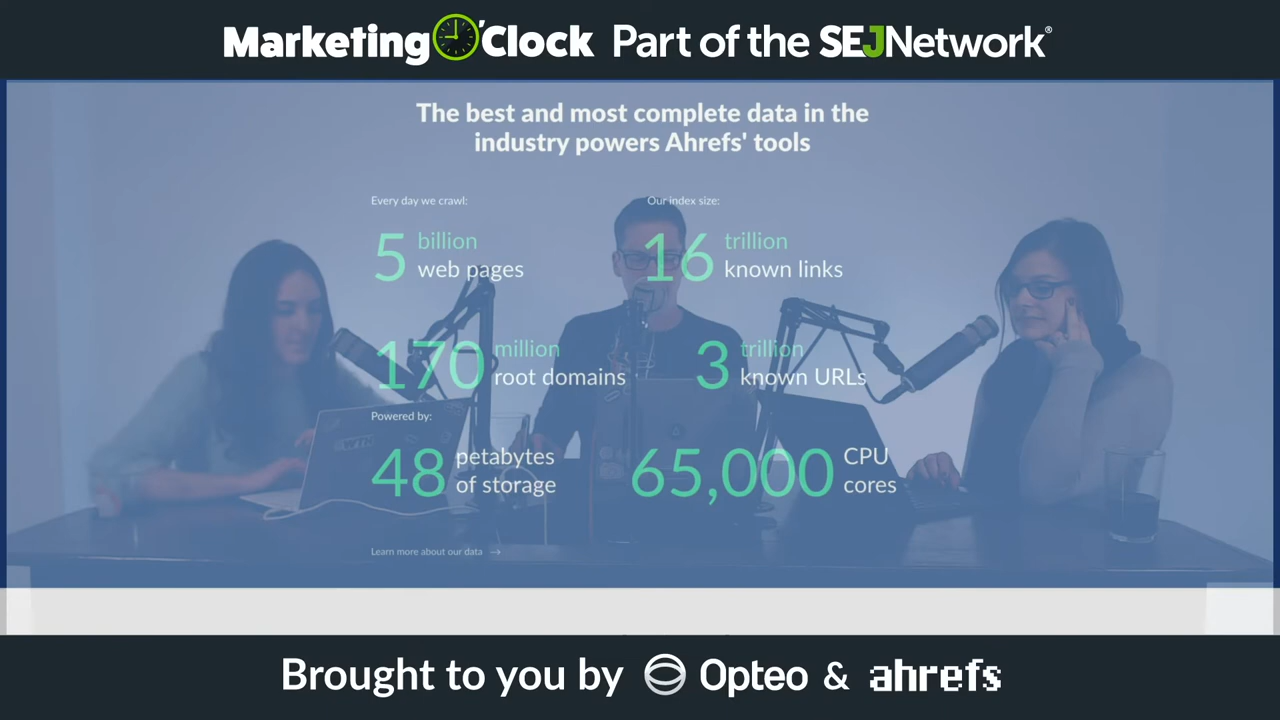 Marketing O'Clock Part of the SEJNetwork®
The best and most complete data in the
industry powers Ahrefs' tools
Every day we crawl:
5 billion
web pages
Our index size:
16 trillion
known links
170 million
root domains
3 trillion
known URLs
Powered by:
48 petabytes
of storage
65,000 CPU
cores
Learn more about our data →
Brought to you by Opteo & ahrefs